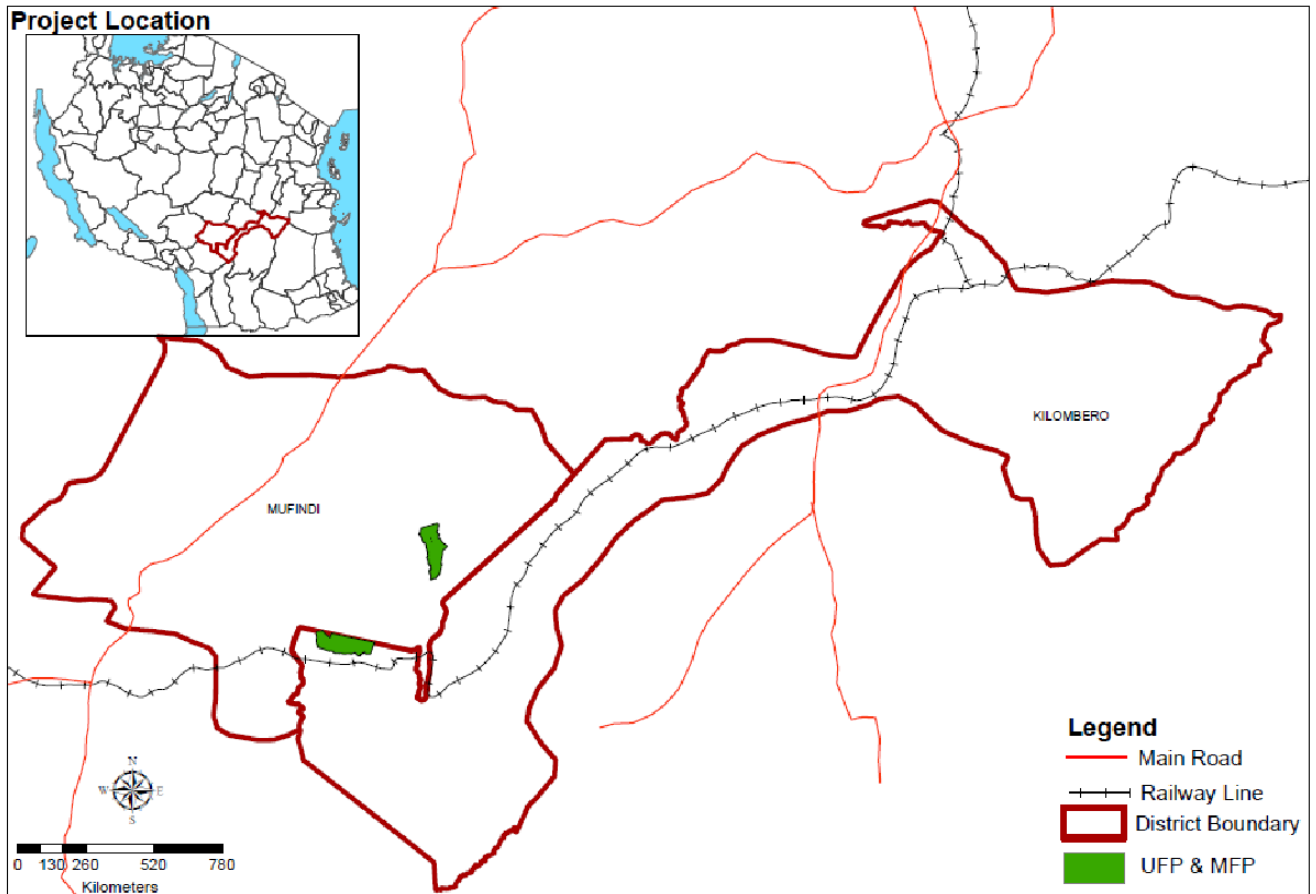 Project Location
KILOMBERO
MUFINDI
Legend
Main Road
Railway Line
District Boundary
UFP & MFP
N
W E
S
0 130 260 520 780
Kilometers